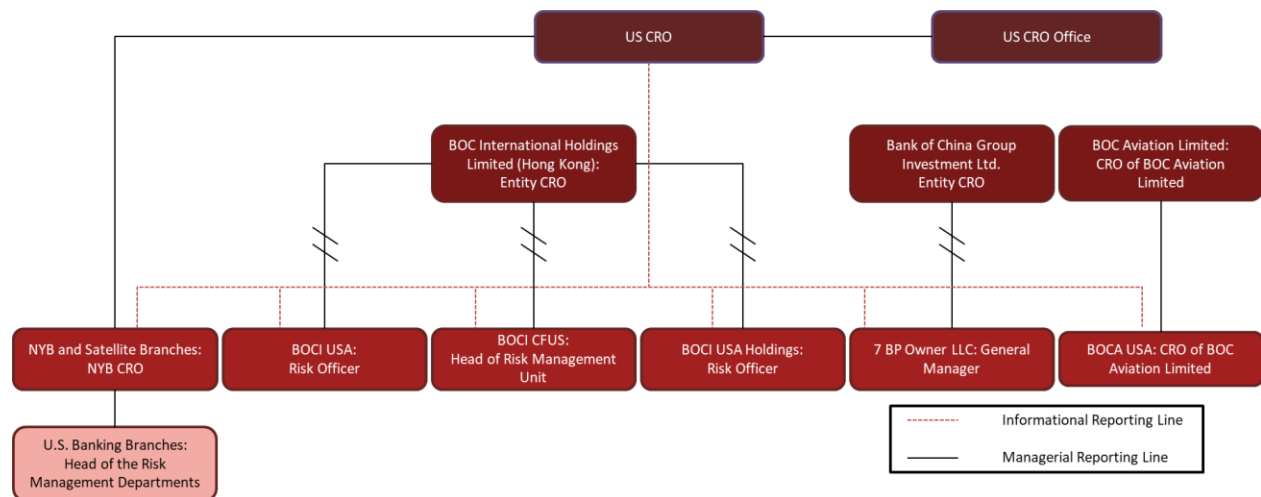 US CRO
US CRO Office
BOC International Holdings
Limited (Hong Kong):
Entity CRO
Bank of China Group
Investment Ltd.
Entity CRO
BOC Aviation Limited:
CRO of BOC Aviation
Limited
NYB and Satellite Branches:
NYB CRO
BOCI USA:
Risk Officer
BOCI CFUS:
Head of Risk Management
Unit
BOCI USA Holdings:
Risk Officer
7 BP Owner LLC: General
Manager
BOCA USA: CRO of BOC
Aviation Limited
U.S. Banking Branches:
Head of the Risk
Management Departments
Informational Reporting Line
Managerial Reporting Line